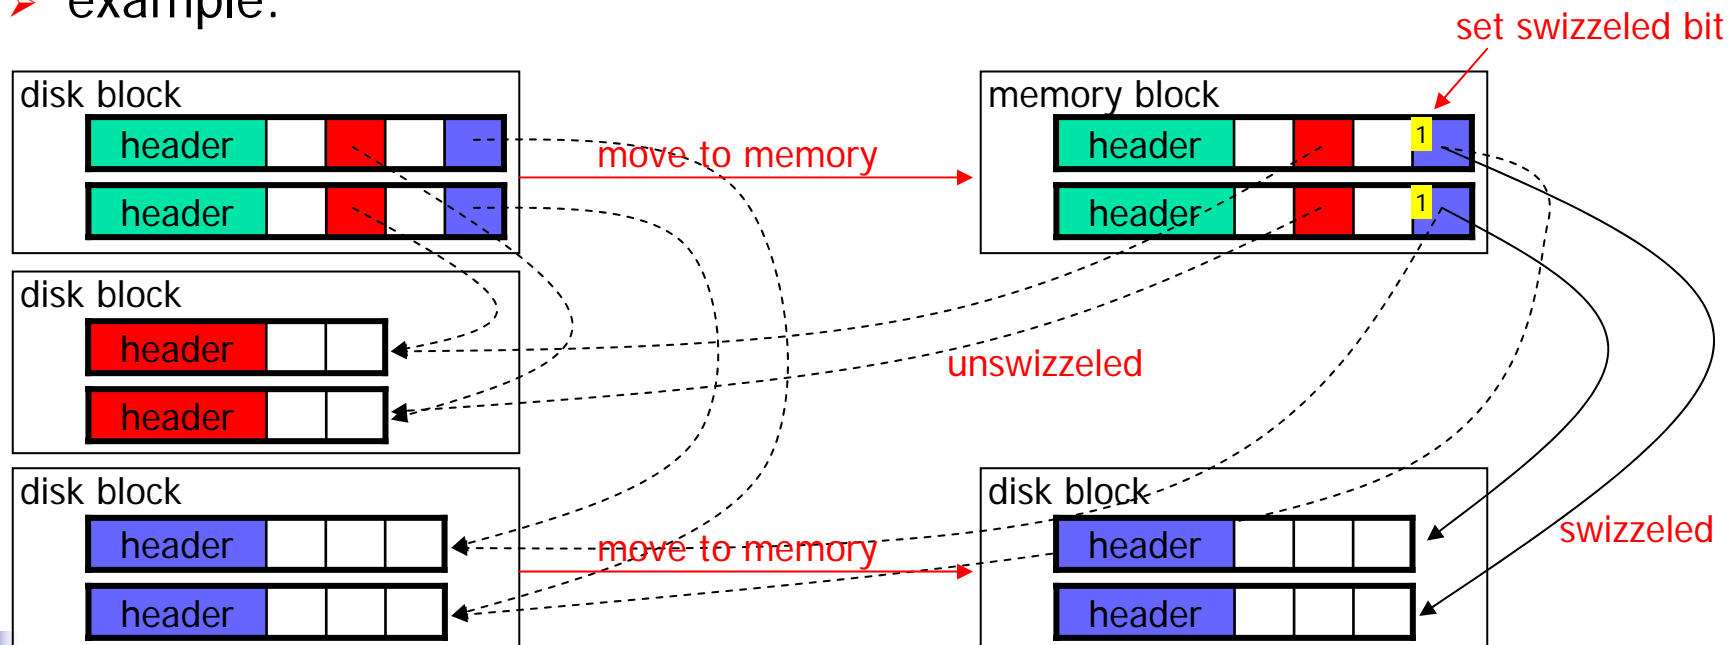 example:
set swizzeled bit
disk block
header
header
move to memory
memory block
header 1
header 1
disk block
header
header
unswizzeled
disk block
header
header
move to memory
disk block
header
header
swizzeled